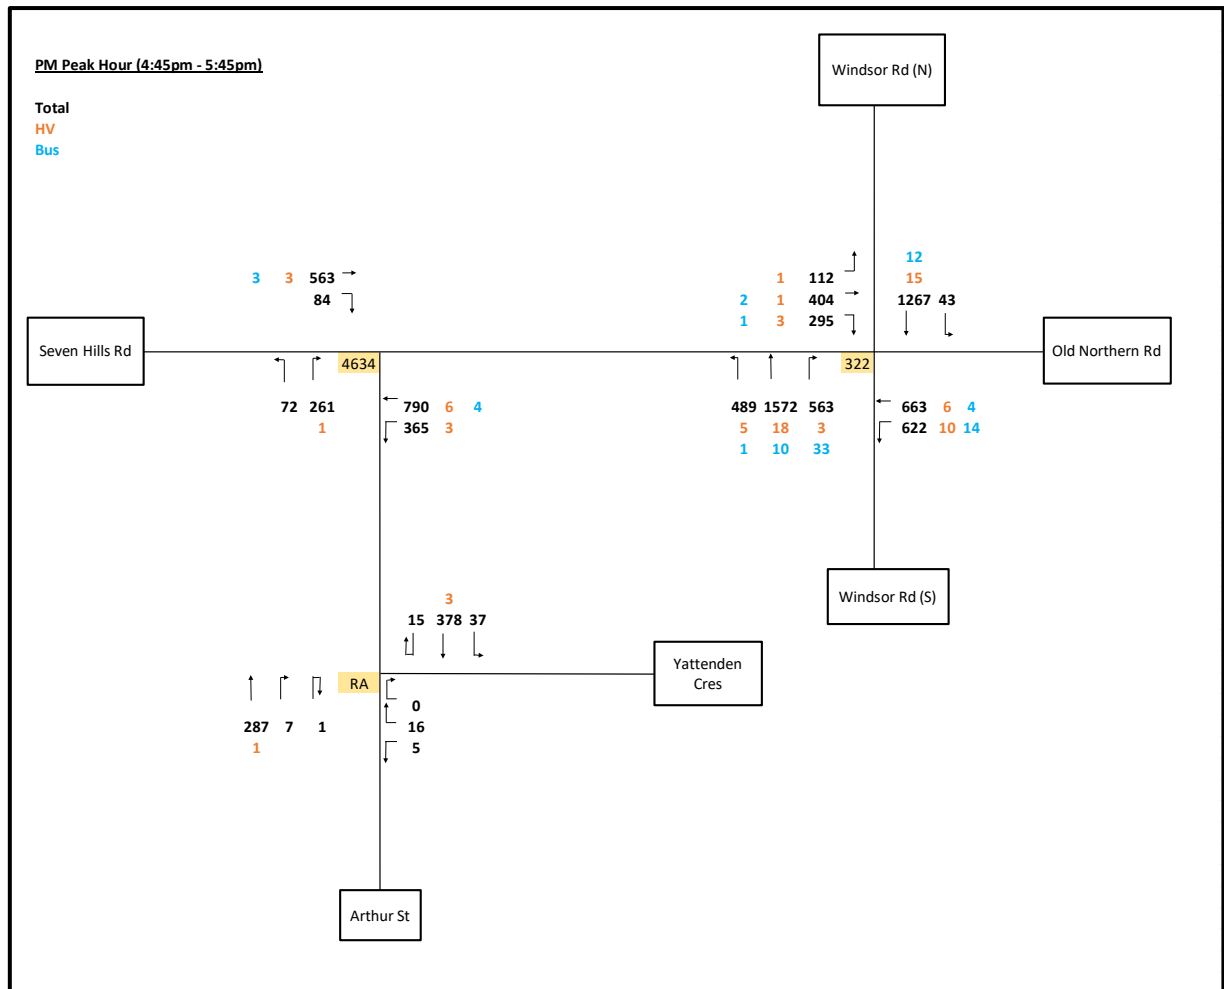 PM Peak Hour (4:45pm - 5:45pm)
Windsor Rd (N)
Total
HV
Bus
12
3 3 563
1 112
15
84
2 1 404
1267 43
1 3 295
Seven Hills Rd
4634
322
Old Northern Rd
72 261
790 6 4
489 1572 563
663 6 4
1
365 3
5 18 3
622 10 14
1 10 33
3
Windsor Rd (S)
15 378 37
RA
Yattenden
Cres
0
287 7 1
16
1
5
Arthur St